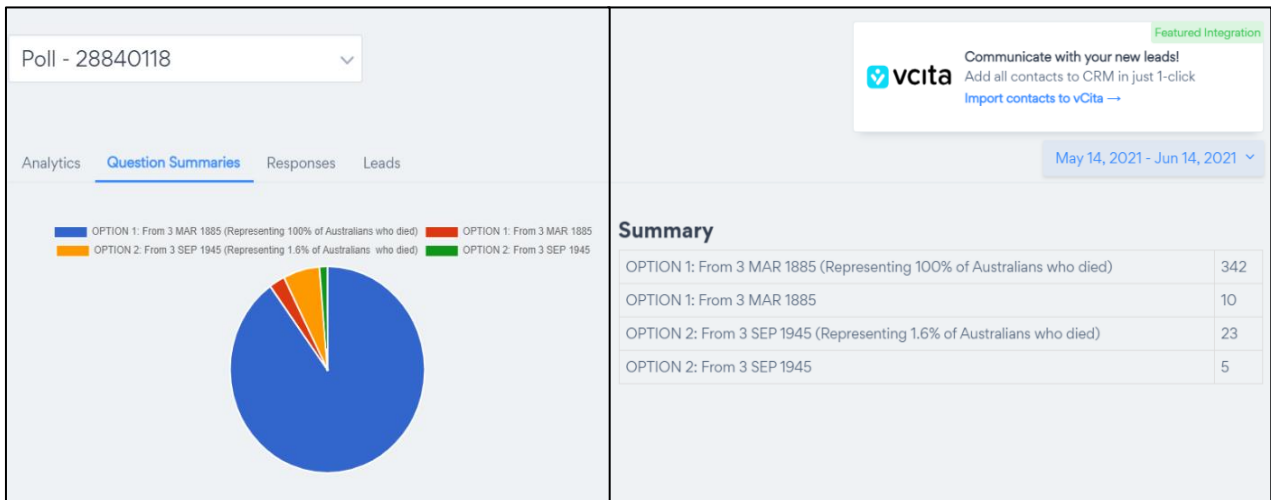 Poll - 28840118
Analytics Question Summaries Responses Leads
OPTION 1: From 3 MAR 1885 (Representing 100% of Australians who died) OPTION 1: From 3 MAR 1885
OPTION 2: From 3 SEP 1945 (Representing 1.6% of Australians who died) OPTION 2: From 3 SEP 1945
Featured Integration
vcita
Communicate with your new leads!
Add all contacts to CRM in just 1-click
Import contacts to vCita →
May 14, 2021 - Jun 14, 2021
Summary
OPTION 1: From 3 MAR 1885 (Representing 100% of Australians who died) 342
OPTION 1: From 3 MAR 1885 10
OPTION 2: From 3 SEP 1945 (Representing 1.6% of Australians who died) 23
OPTION 2: From 3 SEP 1945 5